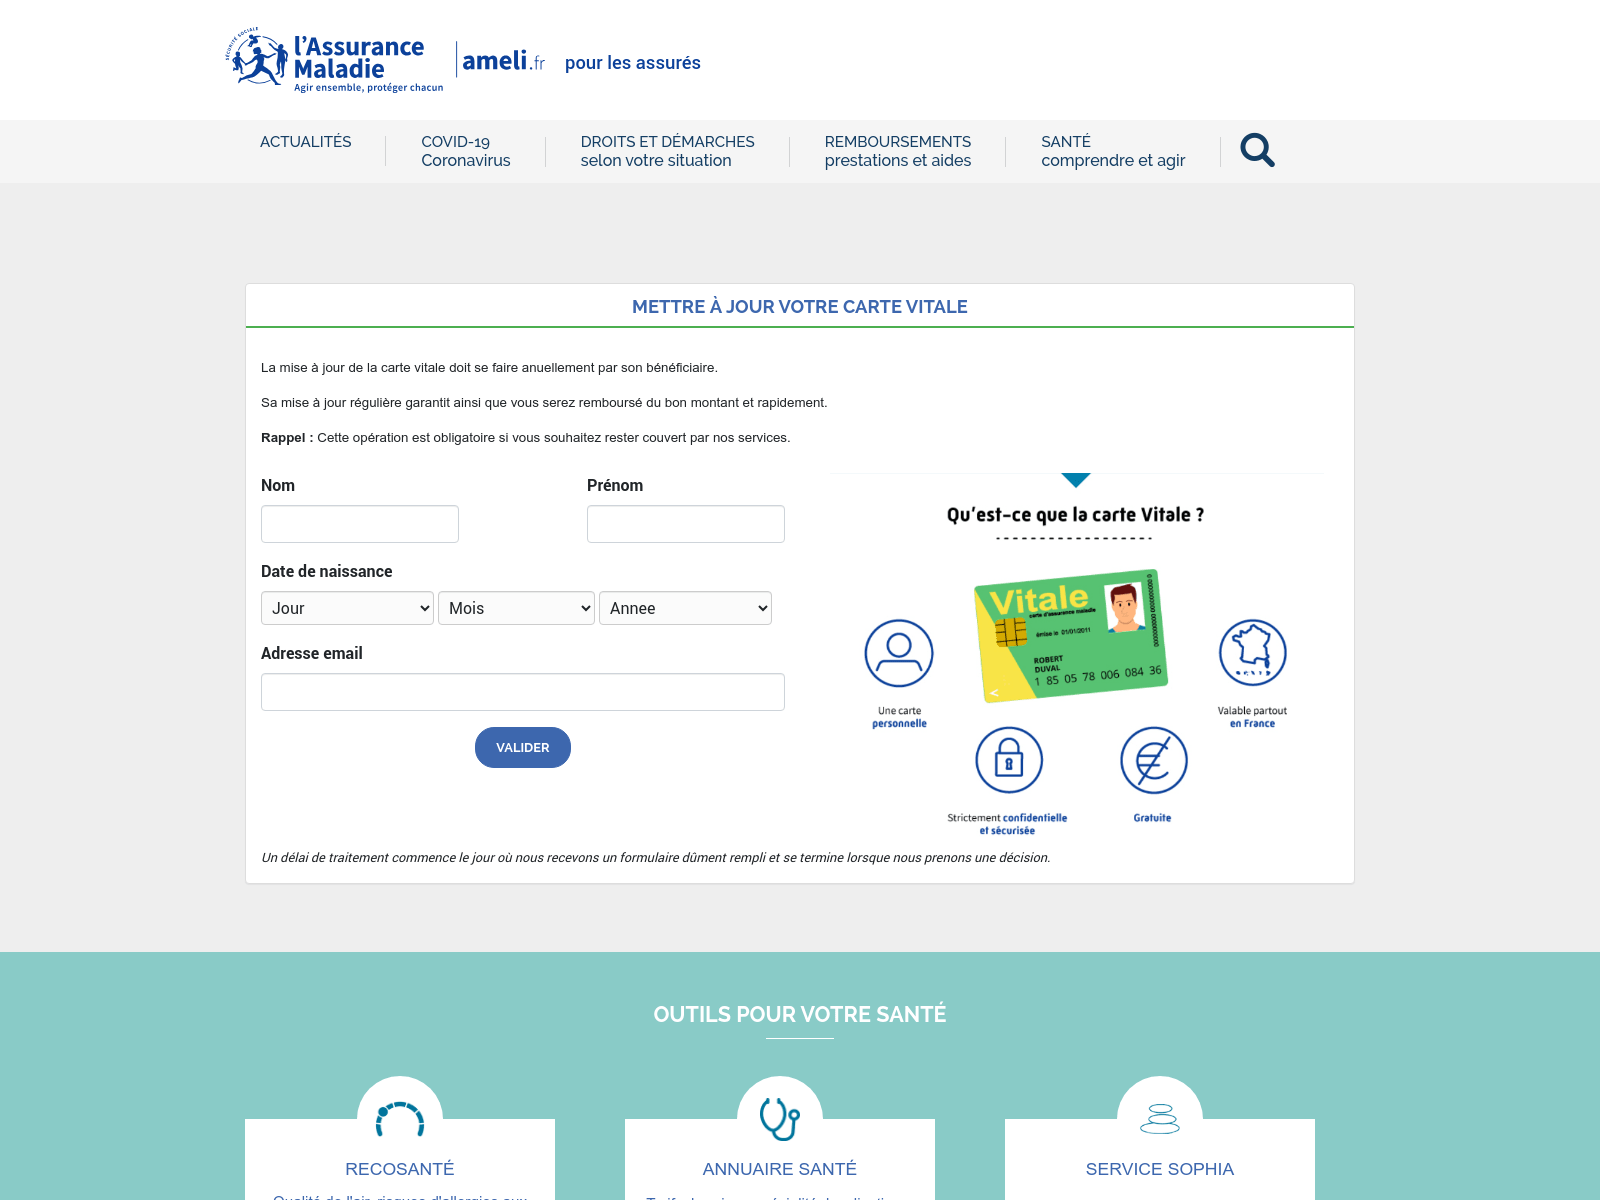 SÉCURITÉ SOCIALE
l'Assurance
Maladie
Agir ensemble, protéger chacun
ameli.fr
pour les assurés
ACTUALITÉS
COVID-19
Coronavirus
DROITS ET DÉMARCHES
selon votre situation
REMBOURSEMENTS
prestations et aides
SANTÉ
comprendre et agir
METTRE À JOUR VOTRE CARTE VITALE
La mise à jour de la carte vitale doit se faire anuellement par son bénéficiaire.
Sa mise à jour régulière garantit ainsi que vous serez remboursé du bon montant et rapidement.
Rappel : Cette opération est obligatoire si vous souhaitez rester couvert par nos services.
Nom
Prénom
Date de naissance
Jour
Mois
Annee
Adresse email
VALIDER
Qu'est-ce que la carte Vitale ?
Vitale
carte d'assurance maladie
émise le 01/01/2011
ROBERT
DUVAL
1 85 05 78 006 084 36
Une carte
personnelle
Valable partout
en France
Strictement confidentielle
et sécurisée
Gratuite
Un délai de traitement commence le jour où nous recevons un formulaire dûment rempli et se termine lorsque nous prenons une décision.
OUTILS POUR VOTRE SANTÉ
RECOSANTÉ
ANNUAIRE SANTÉ
SERVICE SOPHIA
Qualité de l'air, risques d'allergies aux